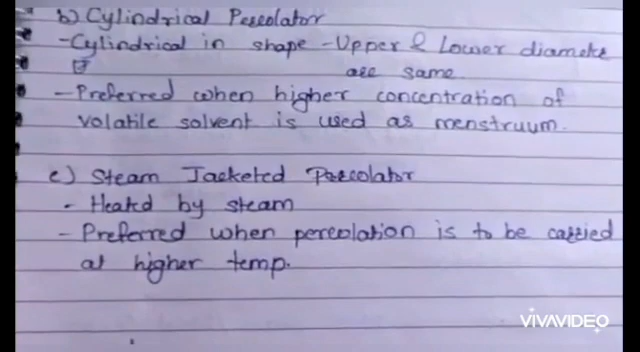 b) Cylindrical Percolator
- Cylindrical in shape - Upper & Lower diamete
are same
- Preferred when higher concentration of
volatile solvent is used as menstruum.
c) Steam Jacketed Percolator
- Heated by steam
- Preferred when percolation is to be carried
at higher temp.
VIVAVIDEO